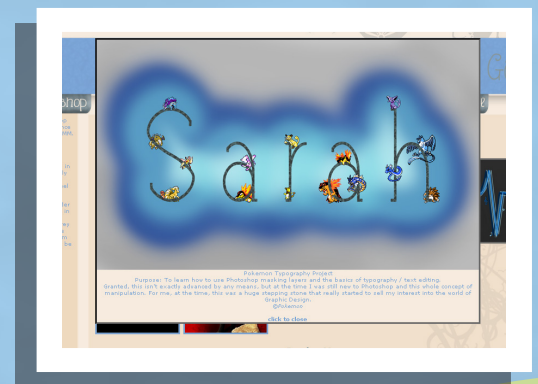 Sarah
Pokemon Typography Project
Purpose: To learn how to use Photoshop masking layers and the basics of typography / text editing.
Granted, this isn't exactly advanced by any means, but at the time I was still new to Photoshop and this whole concept of
manipulation. For me, at the time, this was a huge stepping stone that really started to sell my interest into the world of
Graphic Design.
©Pokemon
click to close